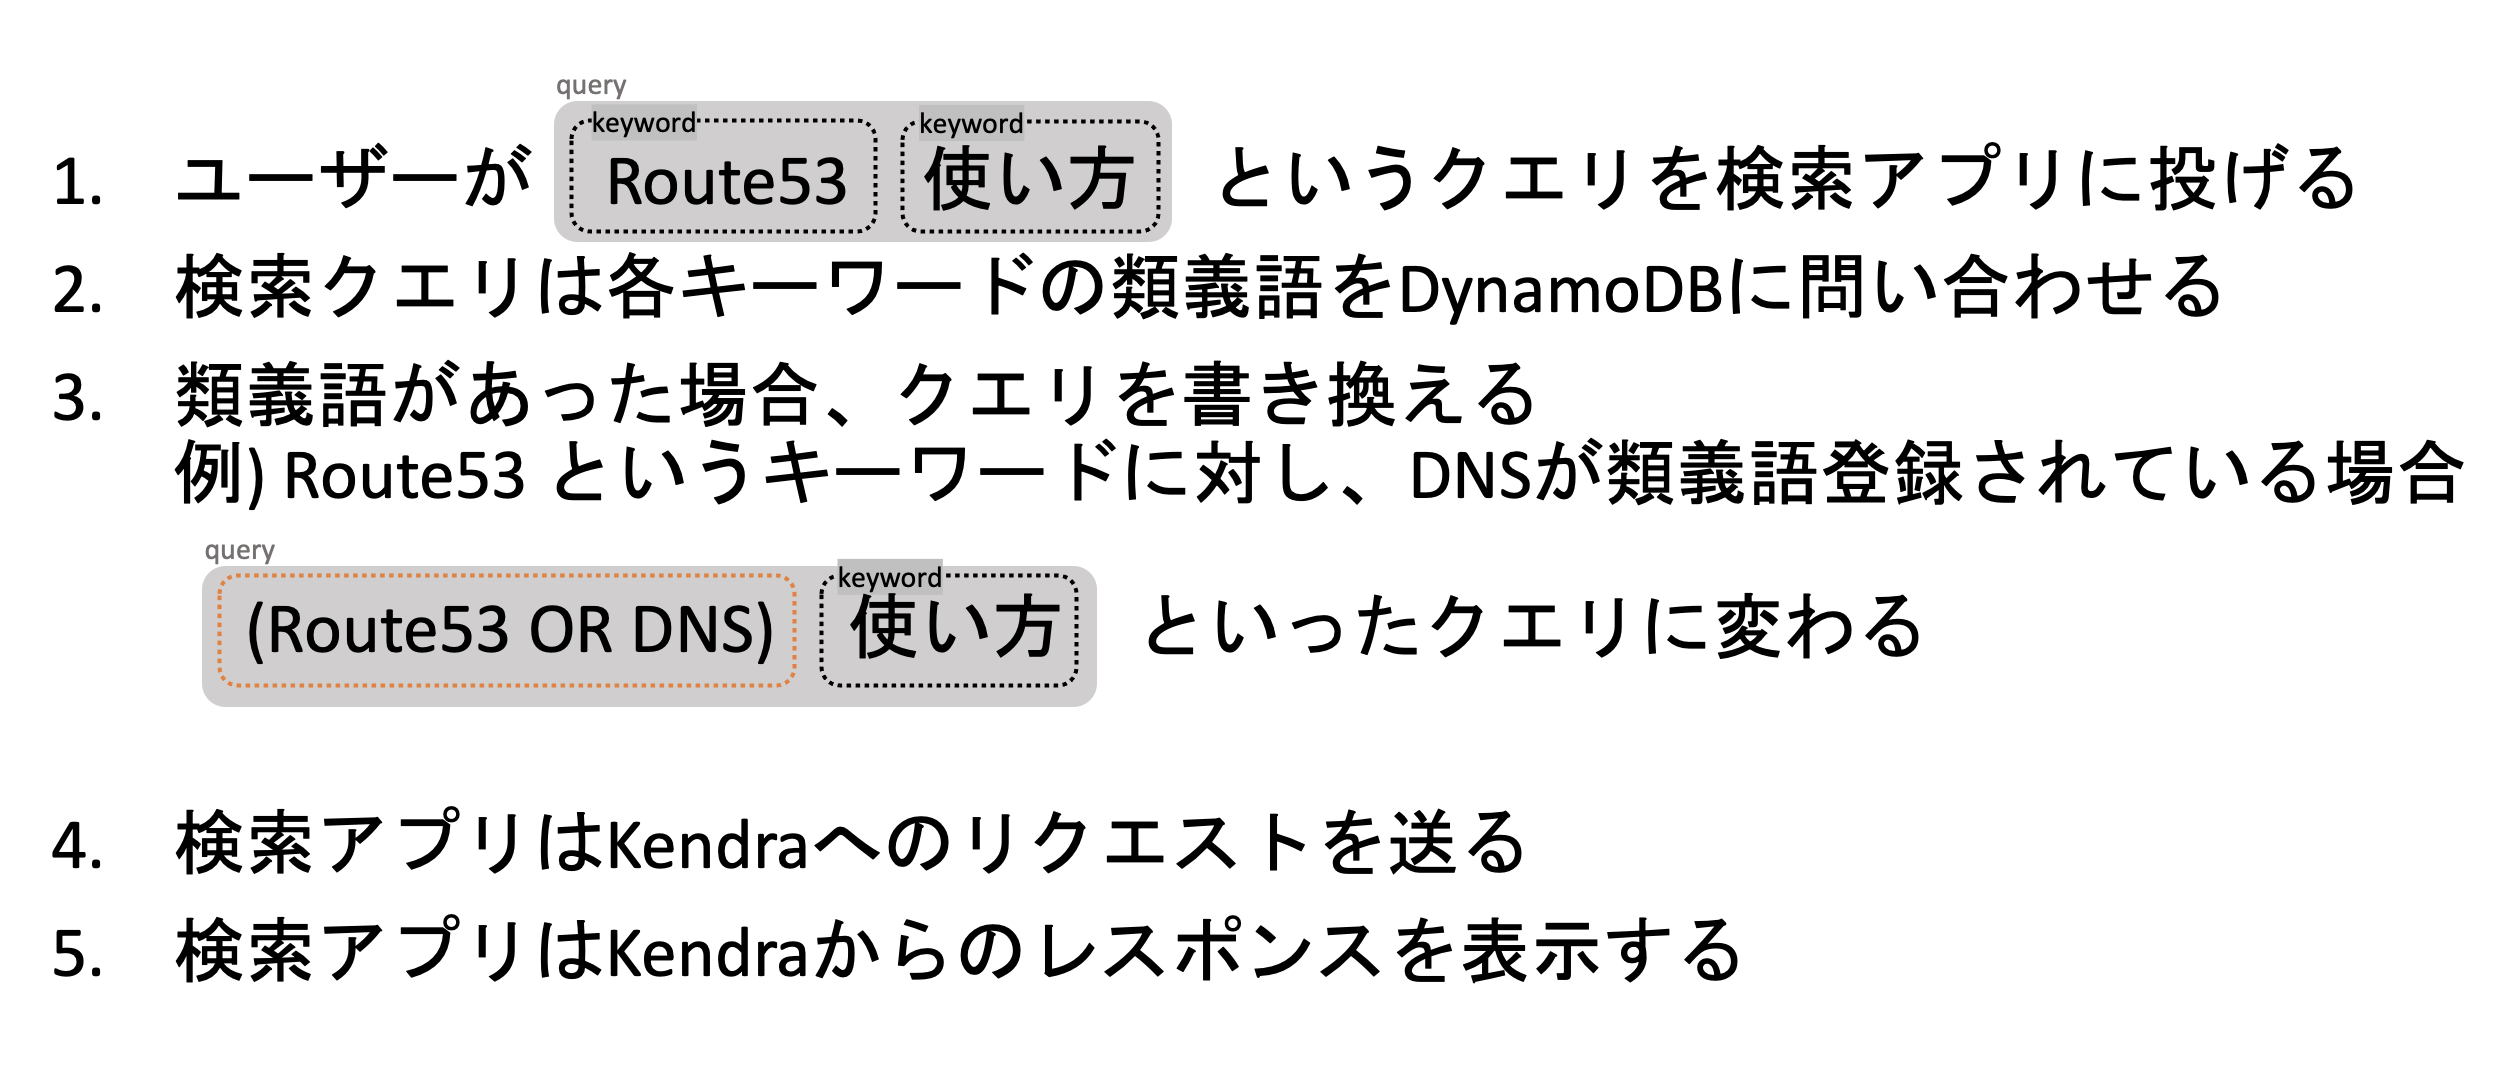 query
keyword keyword
1. ユーザーが Route53 使い方 というクエリを検索アプリに投げる
2. 検索クエリは各キーワードの類義語をDynamoDBに問い合わせる
3. 類義語があった場合、クエリを書き換える
例) Route53 というキーワードに対し、DNSが類義語登録されている場合
query
keyword
(Route53 OR DNS) 使い方 といったクエリに変わる
4. 検索アプリはKendraへのリクエストを送る
5. 検索アプリはKendraからのレスポンスを表示する